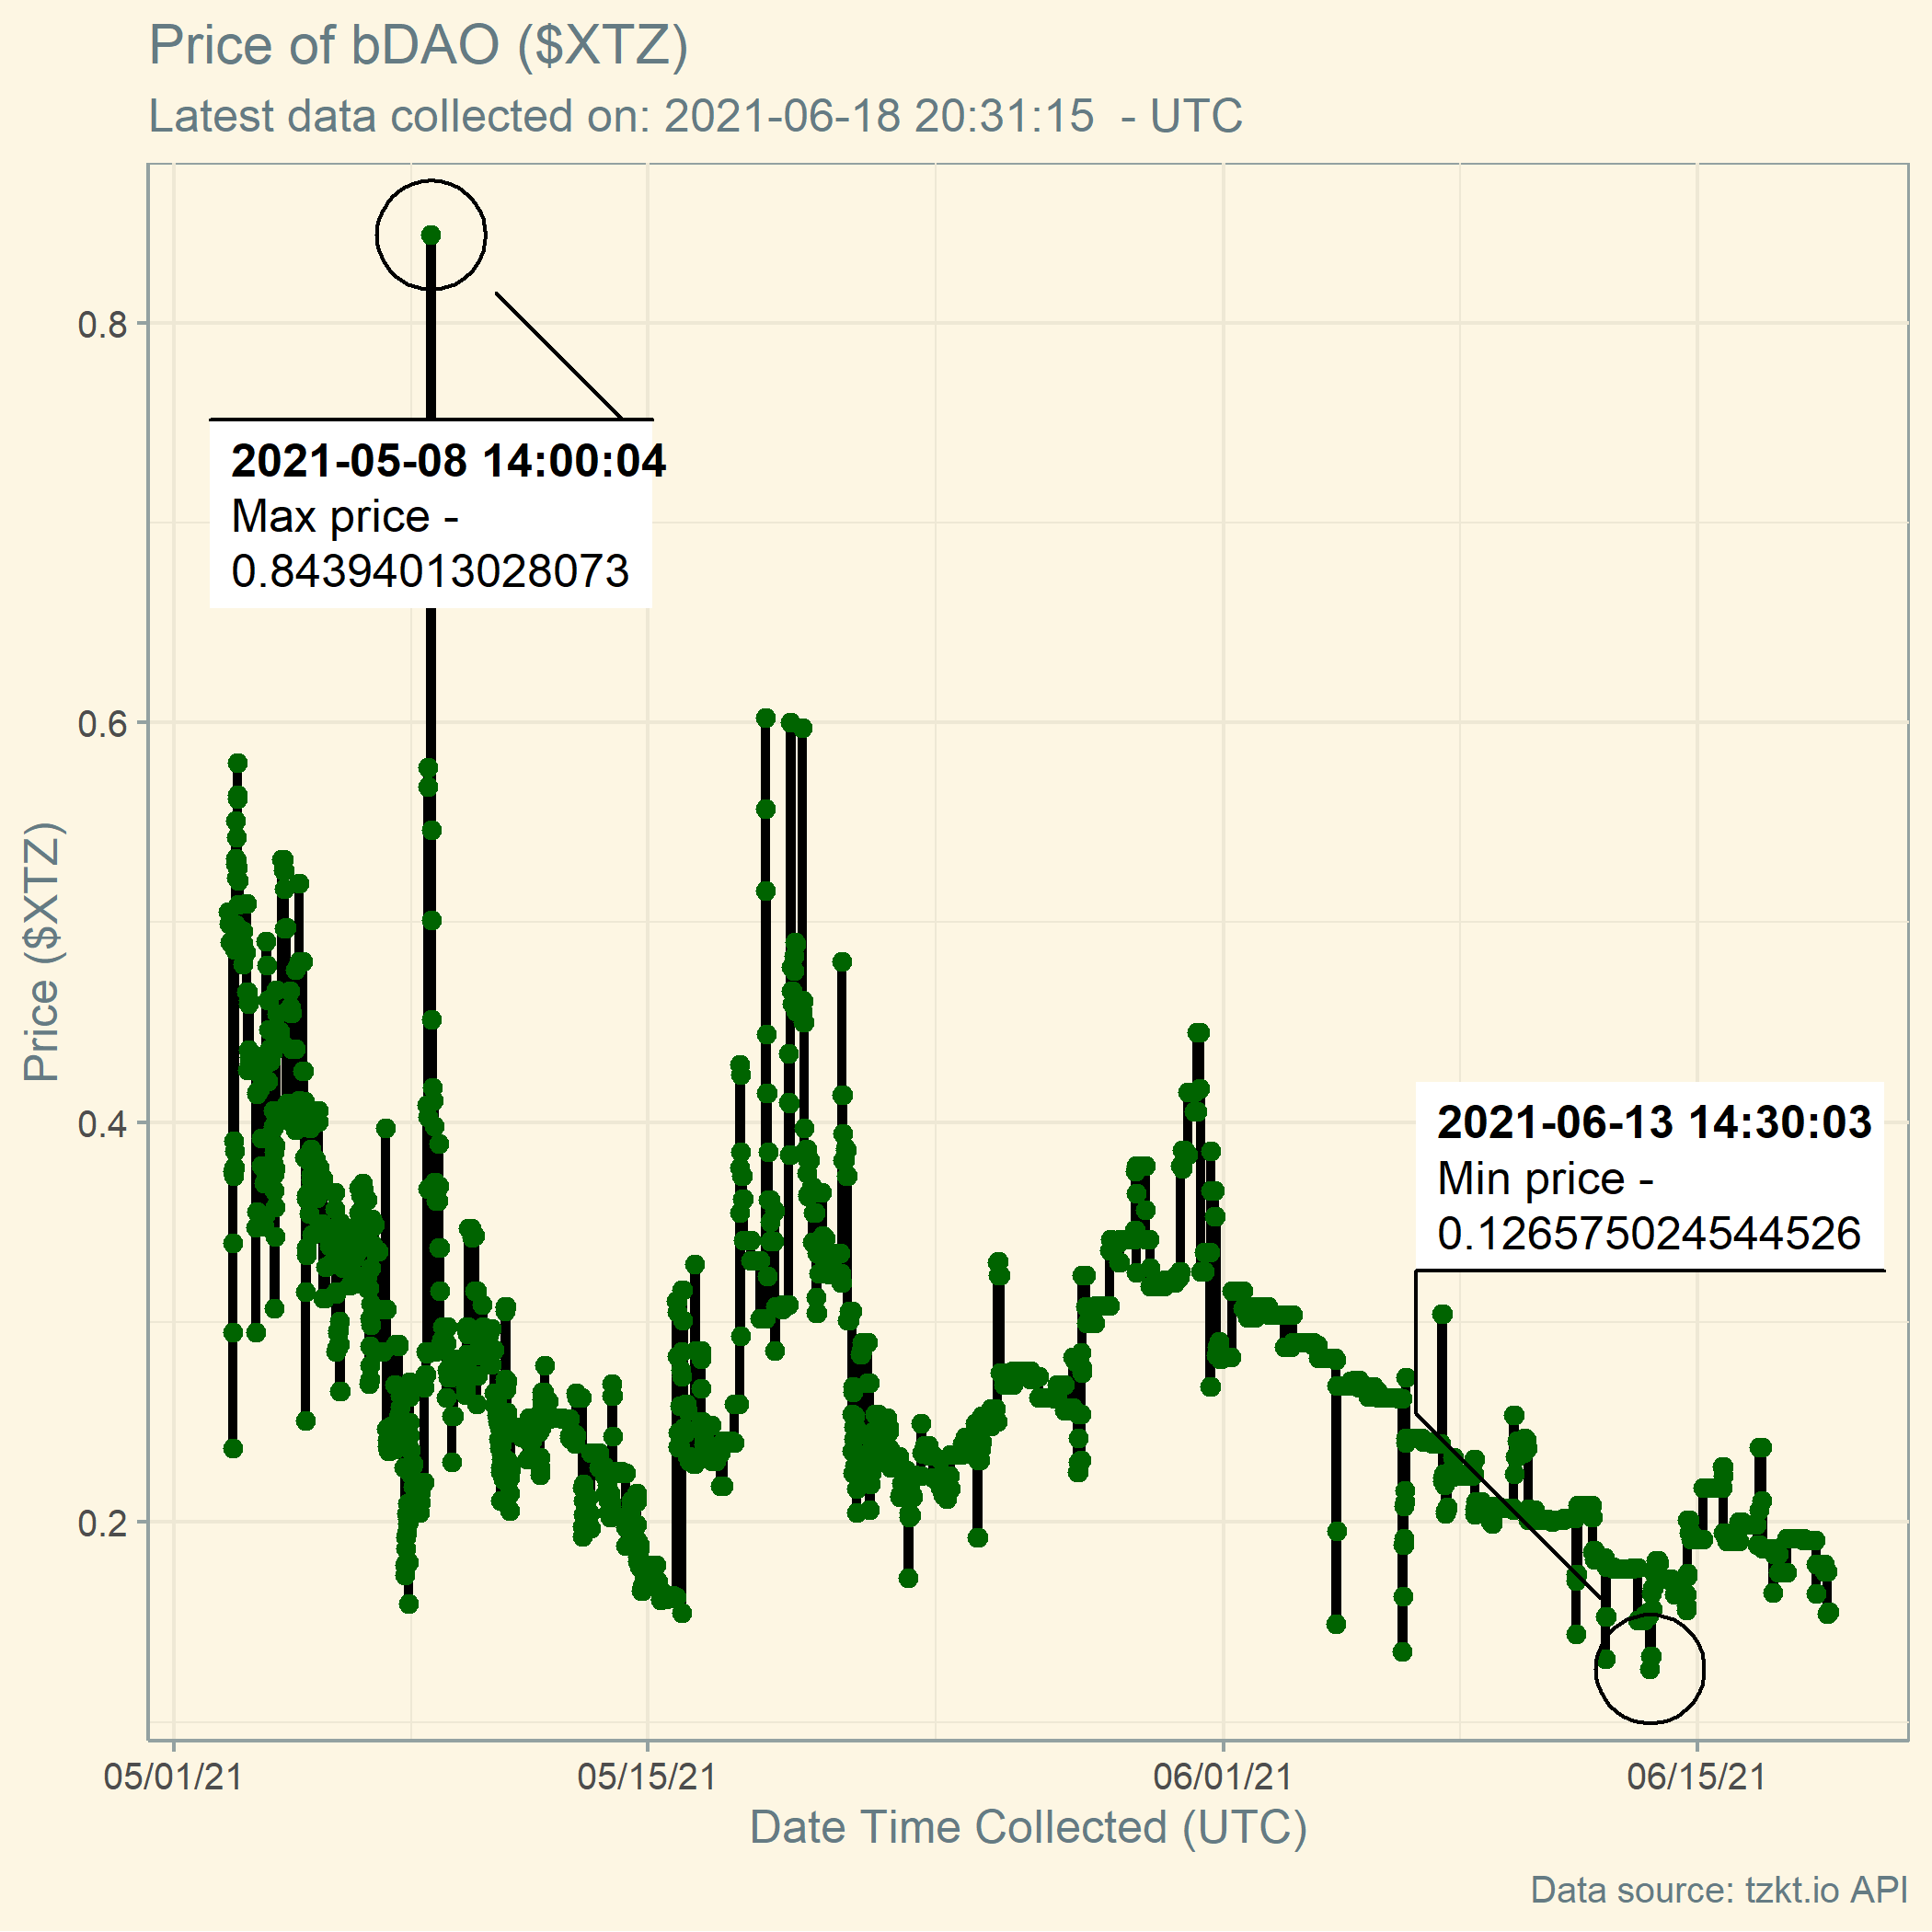 Price of bDAO ($XTZ)
Latest data collected on: 2021-06-18 20:31:15  - UTC
2021-05-08 14:00:04
Max price -
0.84394013028073
2021-06-13 14:30:03
Min price -
0.126575024544526
Price ($XTZ)
0.8
0.6
0.4
0.2
05/01/21
05/15/21
06/01/21
06/15/21
Date Time Collected (UTC)
Data source: tzkt.io API